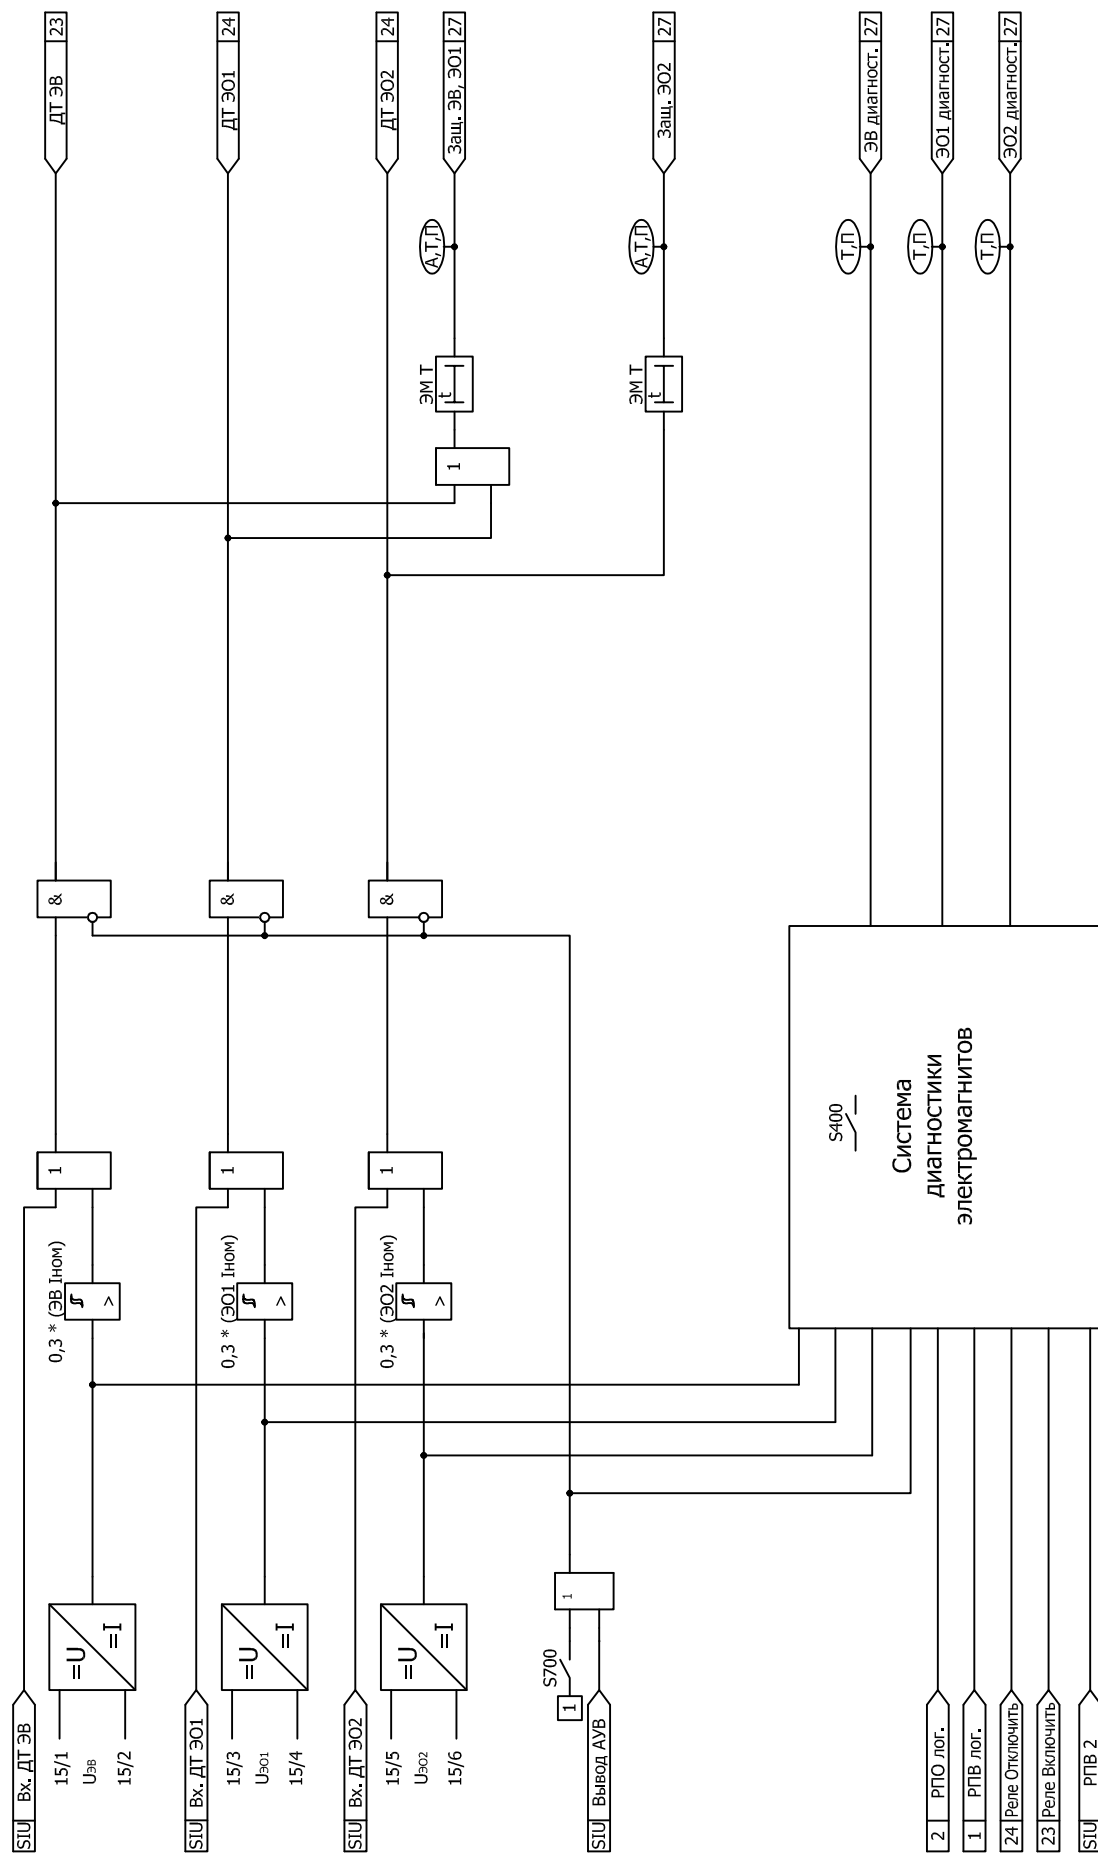 SIU Вх. ДТ ЭВ
15/1
UЭВ
15/2
=U
=I
0,3 * (ЭВ Iном)
>
1
&
ДТ ЭВ 23
SIU Вх. ДТ ЭО1
15/3
UЭО1
15/4
=U
=I
0,3 * (ЭО1 Iном)
>
1
&
ДТ ЭО1 24
SIU Вх. ДТ ЭО2
15/5
UЭО2
15/6
=U
=I
0,3 * (ЭО2 Iном)
>
1
&
ДТ ЭО2 24
1
ЭМ Т
t
А,Т,П
Защ. ЭВ, ЭО1 27
S700
1
SIU Вывод АУВ
1
ЭМ Т
t
А,Т,П
Защ. ЭО2 27
S400
Система
диагностики
электромагнитов
Т,П
ЭВ диагност. 27
Т,П
ЭО1 диагност. 27
Т,П
ЭО2 диагност. 27
2 РПО лог.
1 РПВ лог.
24 Реле Отключить
23 Реле Включить
SIU РПВ 2